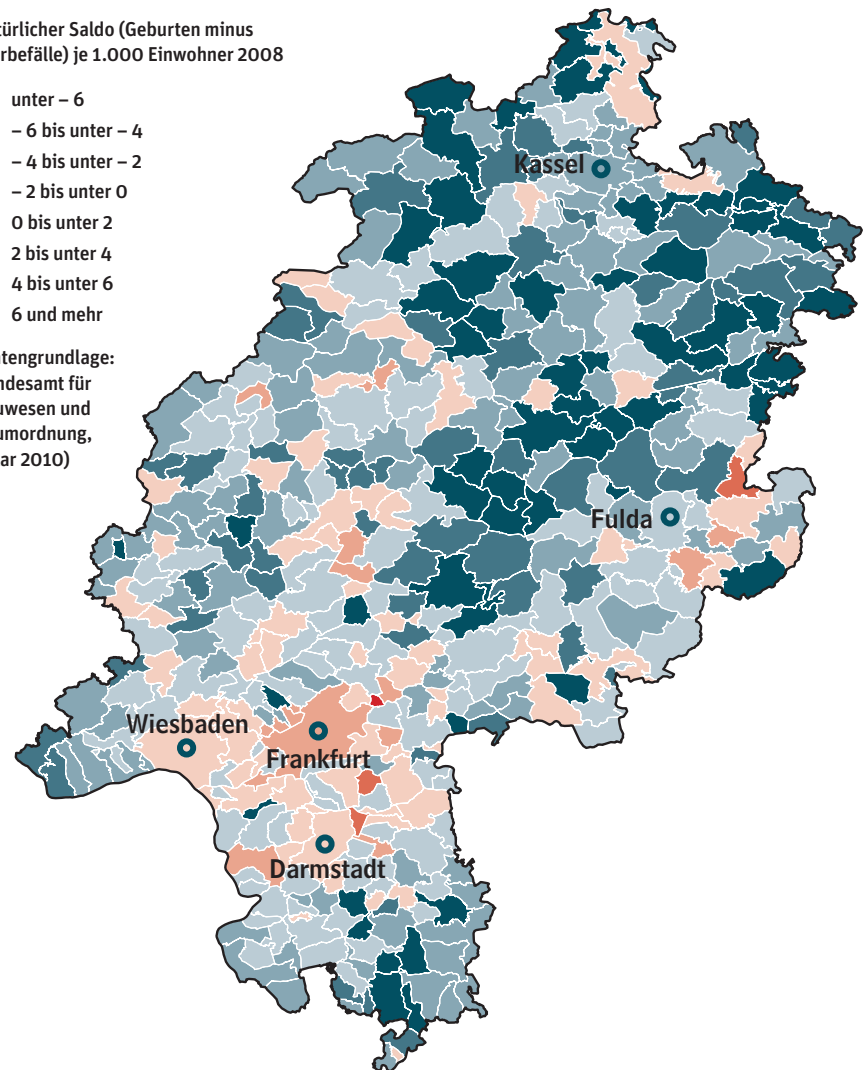 türlicher Saldo (Geburten minus
rbefälle) je 1.000 Einwohner 2008
unter – 6
– 6 bis unter – 4
– 4 bis unter – 2
– 2 bis unter 0
0 bis unter 2
2 bis unter 4
4 bis unter 6
6 und mehr
tengrundlage:
ndesamt für
uwesen und
umordnung,
ar 2010)
Kassel
Fulda
Wiesbaden
Frankfurt
Darmstadt